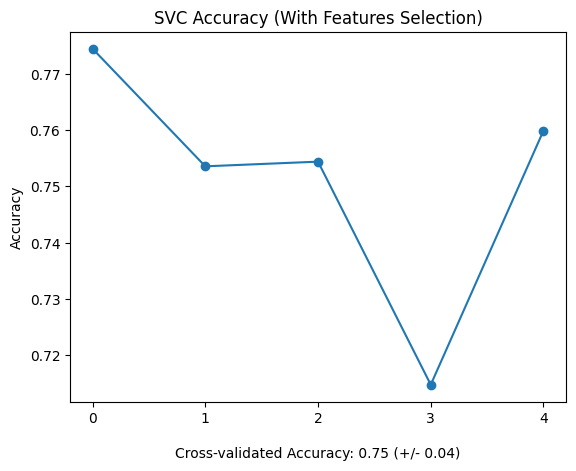 SVC Accuracy (With Features Selection)
0.77
0.76
0.75
0.74
0.73
0.72
Accuracy
0 1 2 3 4
Cross-validated Accuracy: 0.75 (+/- 0.04)